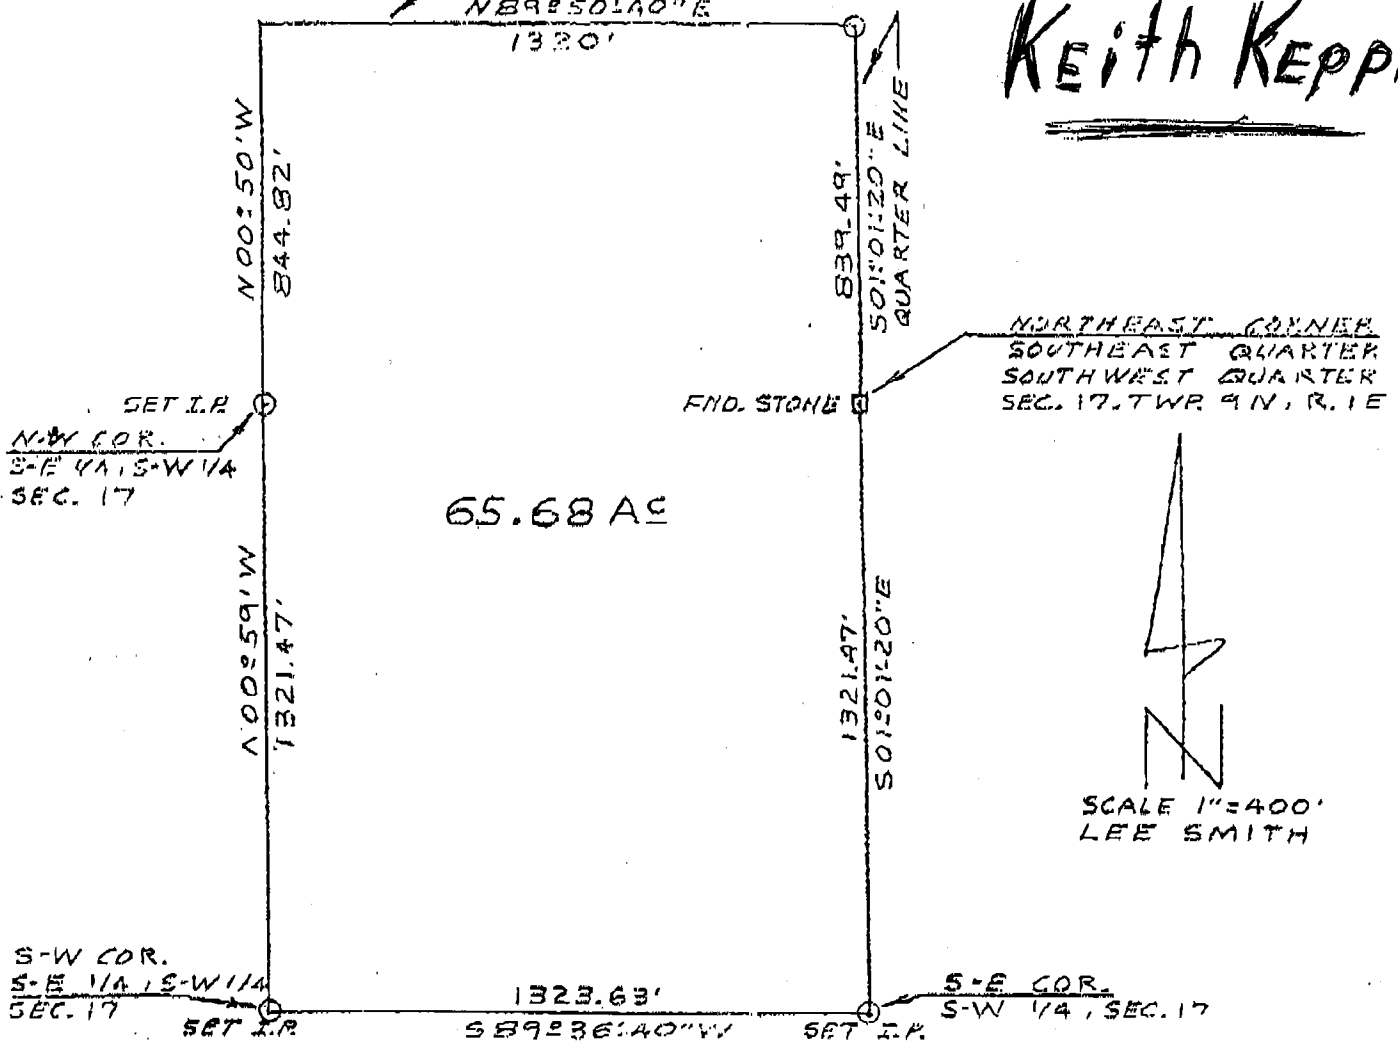 N89°50'40"E
1320'
KEith KEpp
N00°50'W
844.82'
839.49'
S01°01'20"E
QUARTER LINE
NORTHEAST CORNER
SOUTHEAST QUARTER
SOUTHWEST QUARTER
SEC. 17. TWP. 9 N, R. 1 E
SET I.P.
FND. STONE
N-W COR.
S-E 1/4, S-W 1/4
SEC. 17
65.68 Ac
N00°59'W
1321.47'
1321.47'
S01°01'20"E
SCALE 1"=400'
LEE SMITH
S-W COR.
S-E 1/4, S-W 1/4
SEC. 17
SET I.P.
1323.63'
S89°36'40"W
S-E COR.
S-W 1/4, SEC. 17
SET I.P.